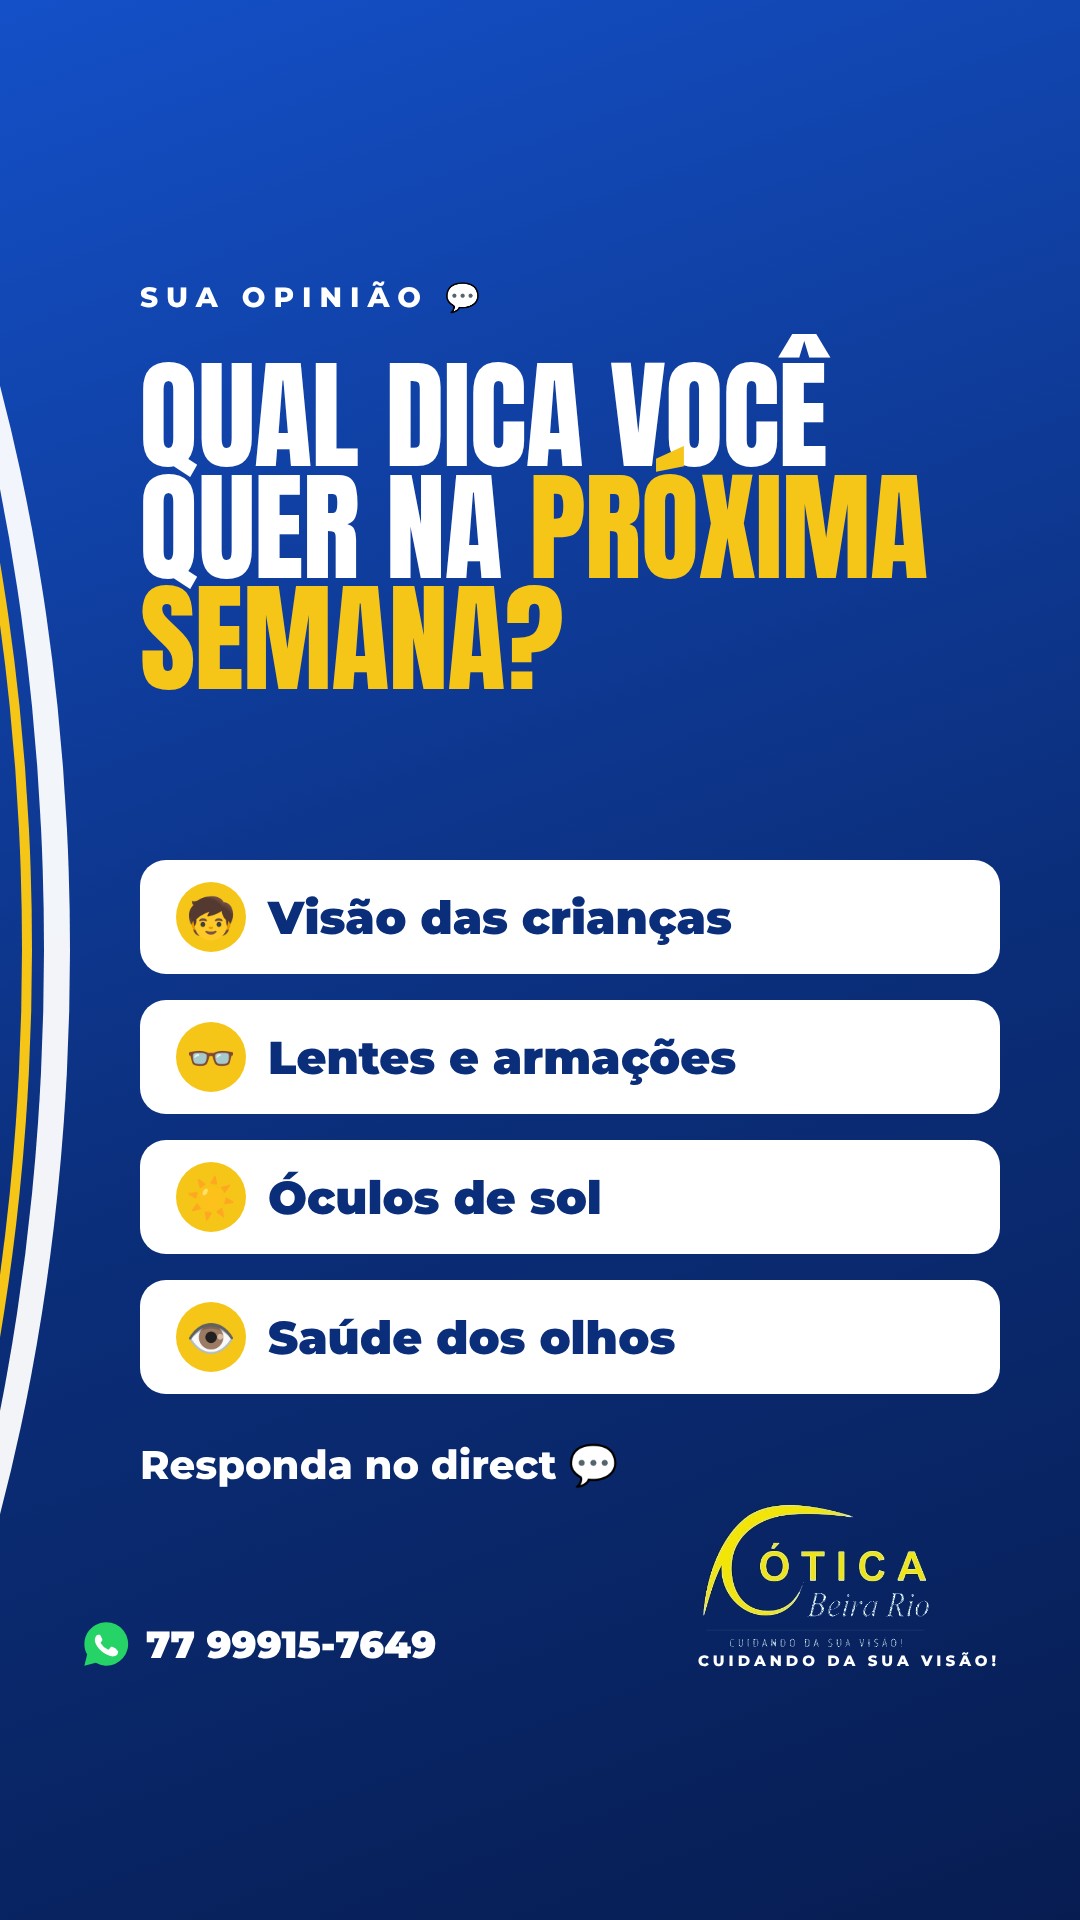 SUA OPINIÃO 💬
QUAL DICA VOCÊ
QUER NA PRÓXIMA
SEMANA?
Visão das crianças
Lentes e armações
Óculos de sol
Saúde dos olhos
Responda no direct 💬
ÓTICA
Beira Rio
CUIDANDO DA SUA VISÃO!
CUIDANDO DA SUA VISÃO!
77 99915-7649